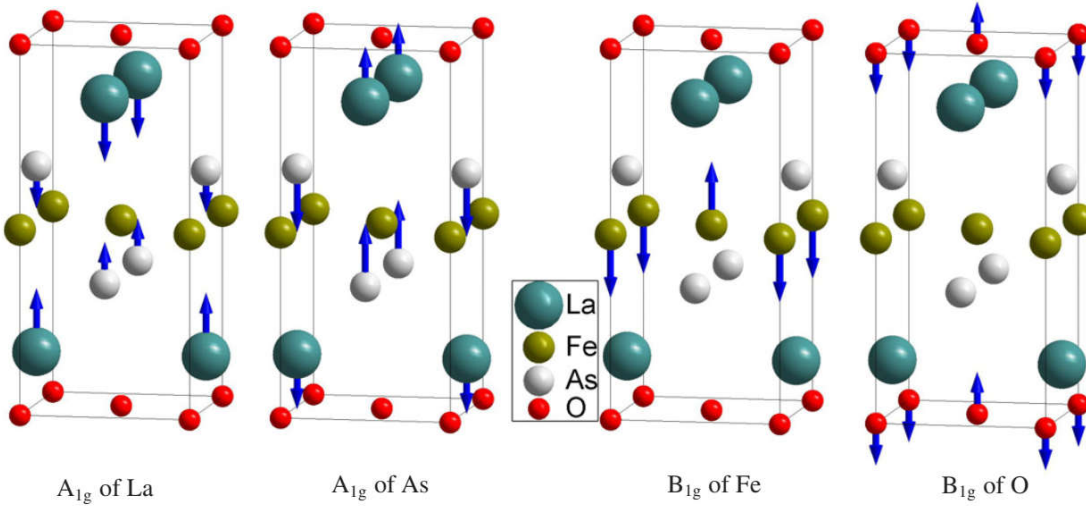 La
Fe
As
O
A1g of La
A1g of As
B1g of Fe
B1g of O